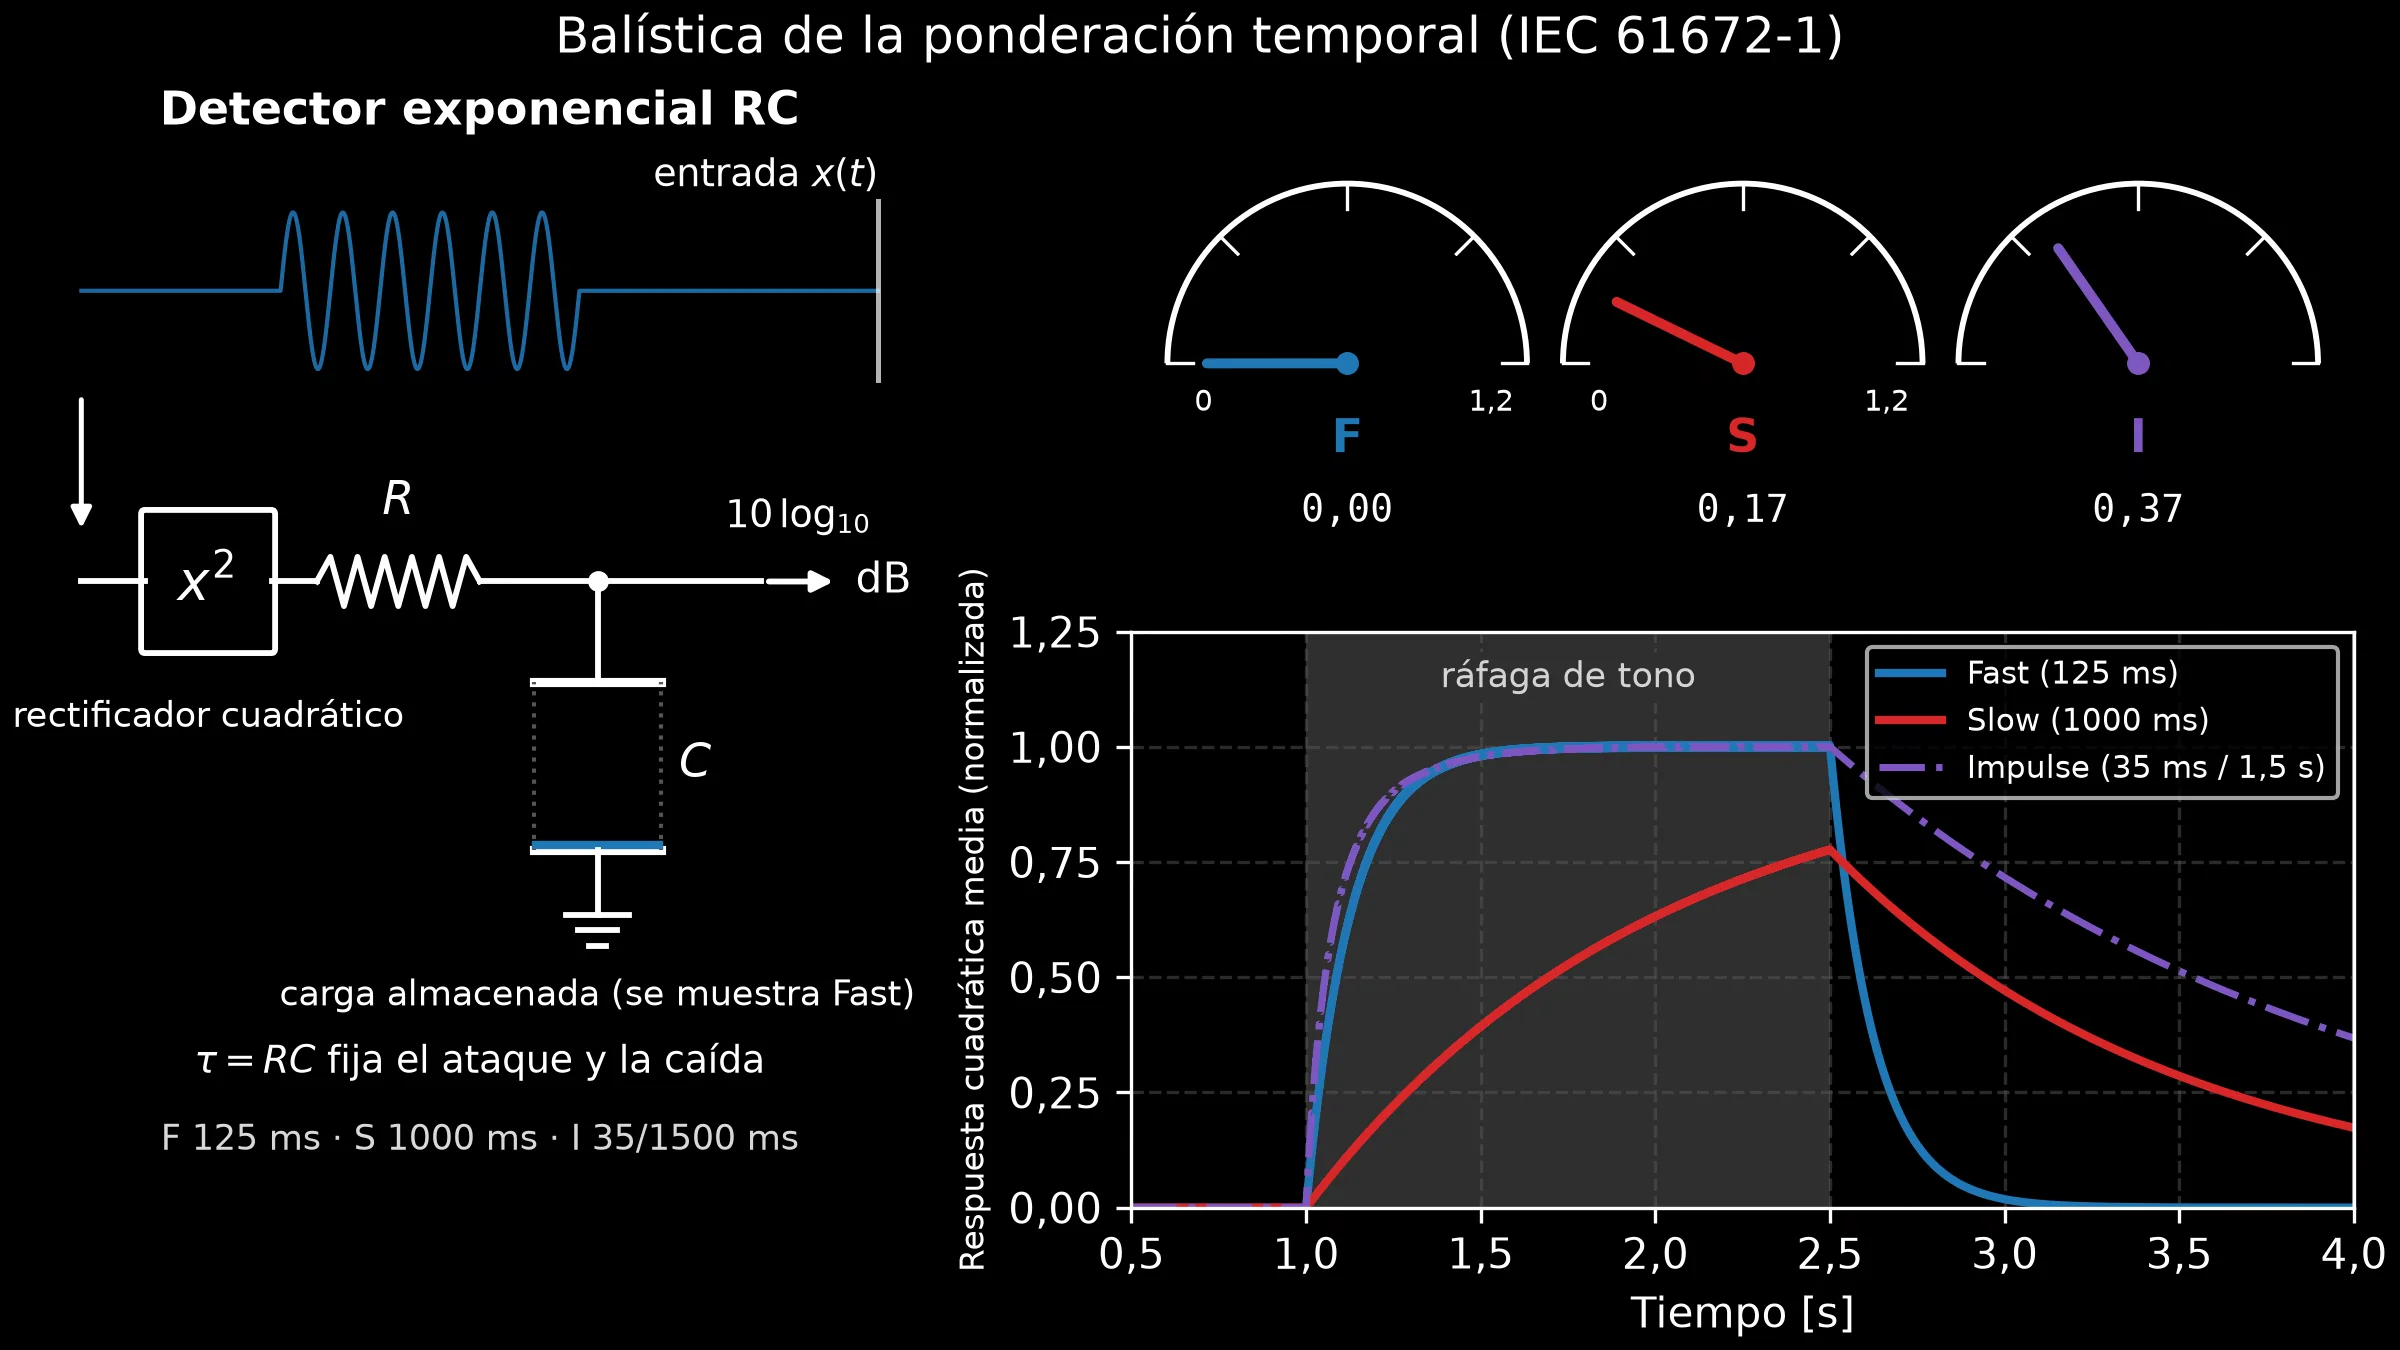 Balística de la ponderación temporal (IEC 61672-1)
Detector exponencial RC
entrada x(t)
x²
R
10 log₁₀
dB
rectificador cuadrático
C
carga almacenada (se muestra Fast)
τ = RC fija el ataque y la caída
F 125 ms · S 1000 ms · I 35/1500 ms
0
1,2
F
0,00
0
1,2
S
0,17
I
0,37
Respuesta cuadrática media (normalizada)
1,25
1,00
0,75
0,50
0,25
0,00
ráfaga de tono
Fast (125 ms)
Slow (1000 ms)
Impulse (35 ms / 1,5 s)
0,5
1,0
1,5
2,0
2,5
3,0
3,5
4,0
Tiempo [s]